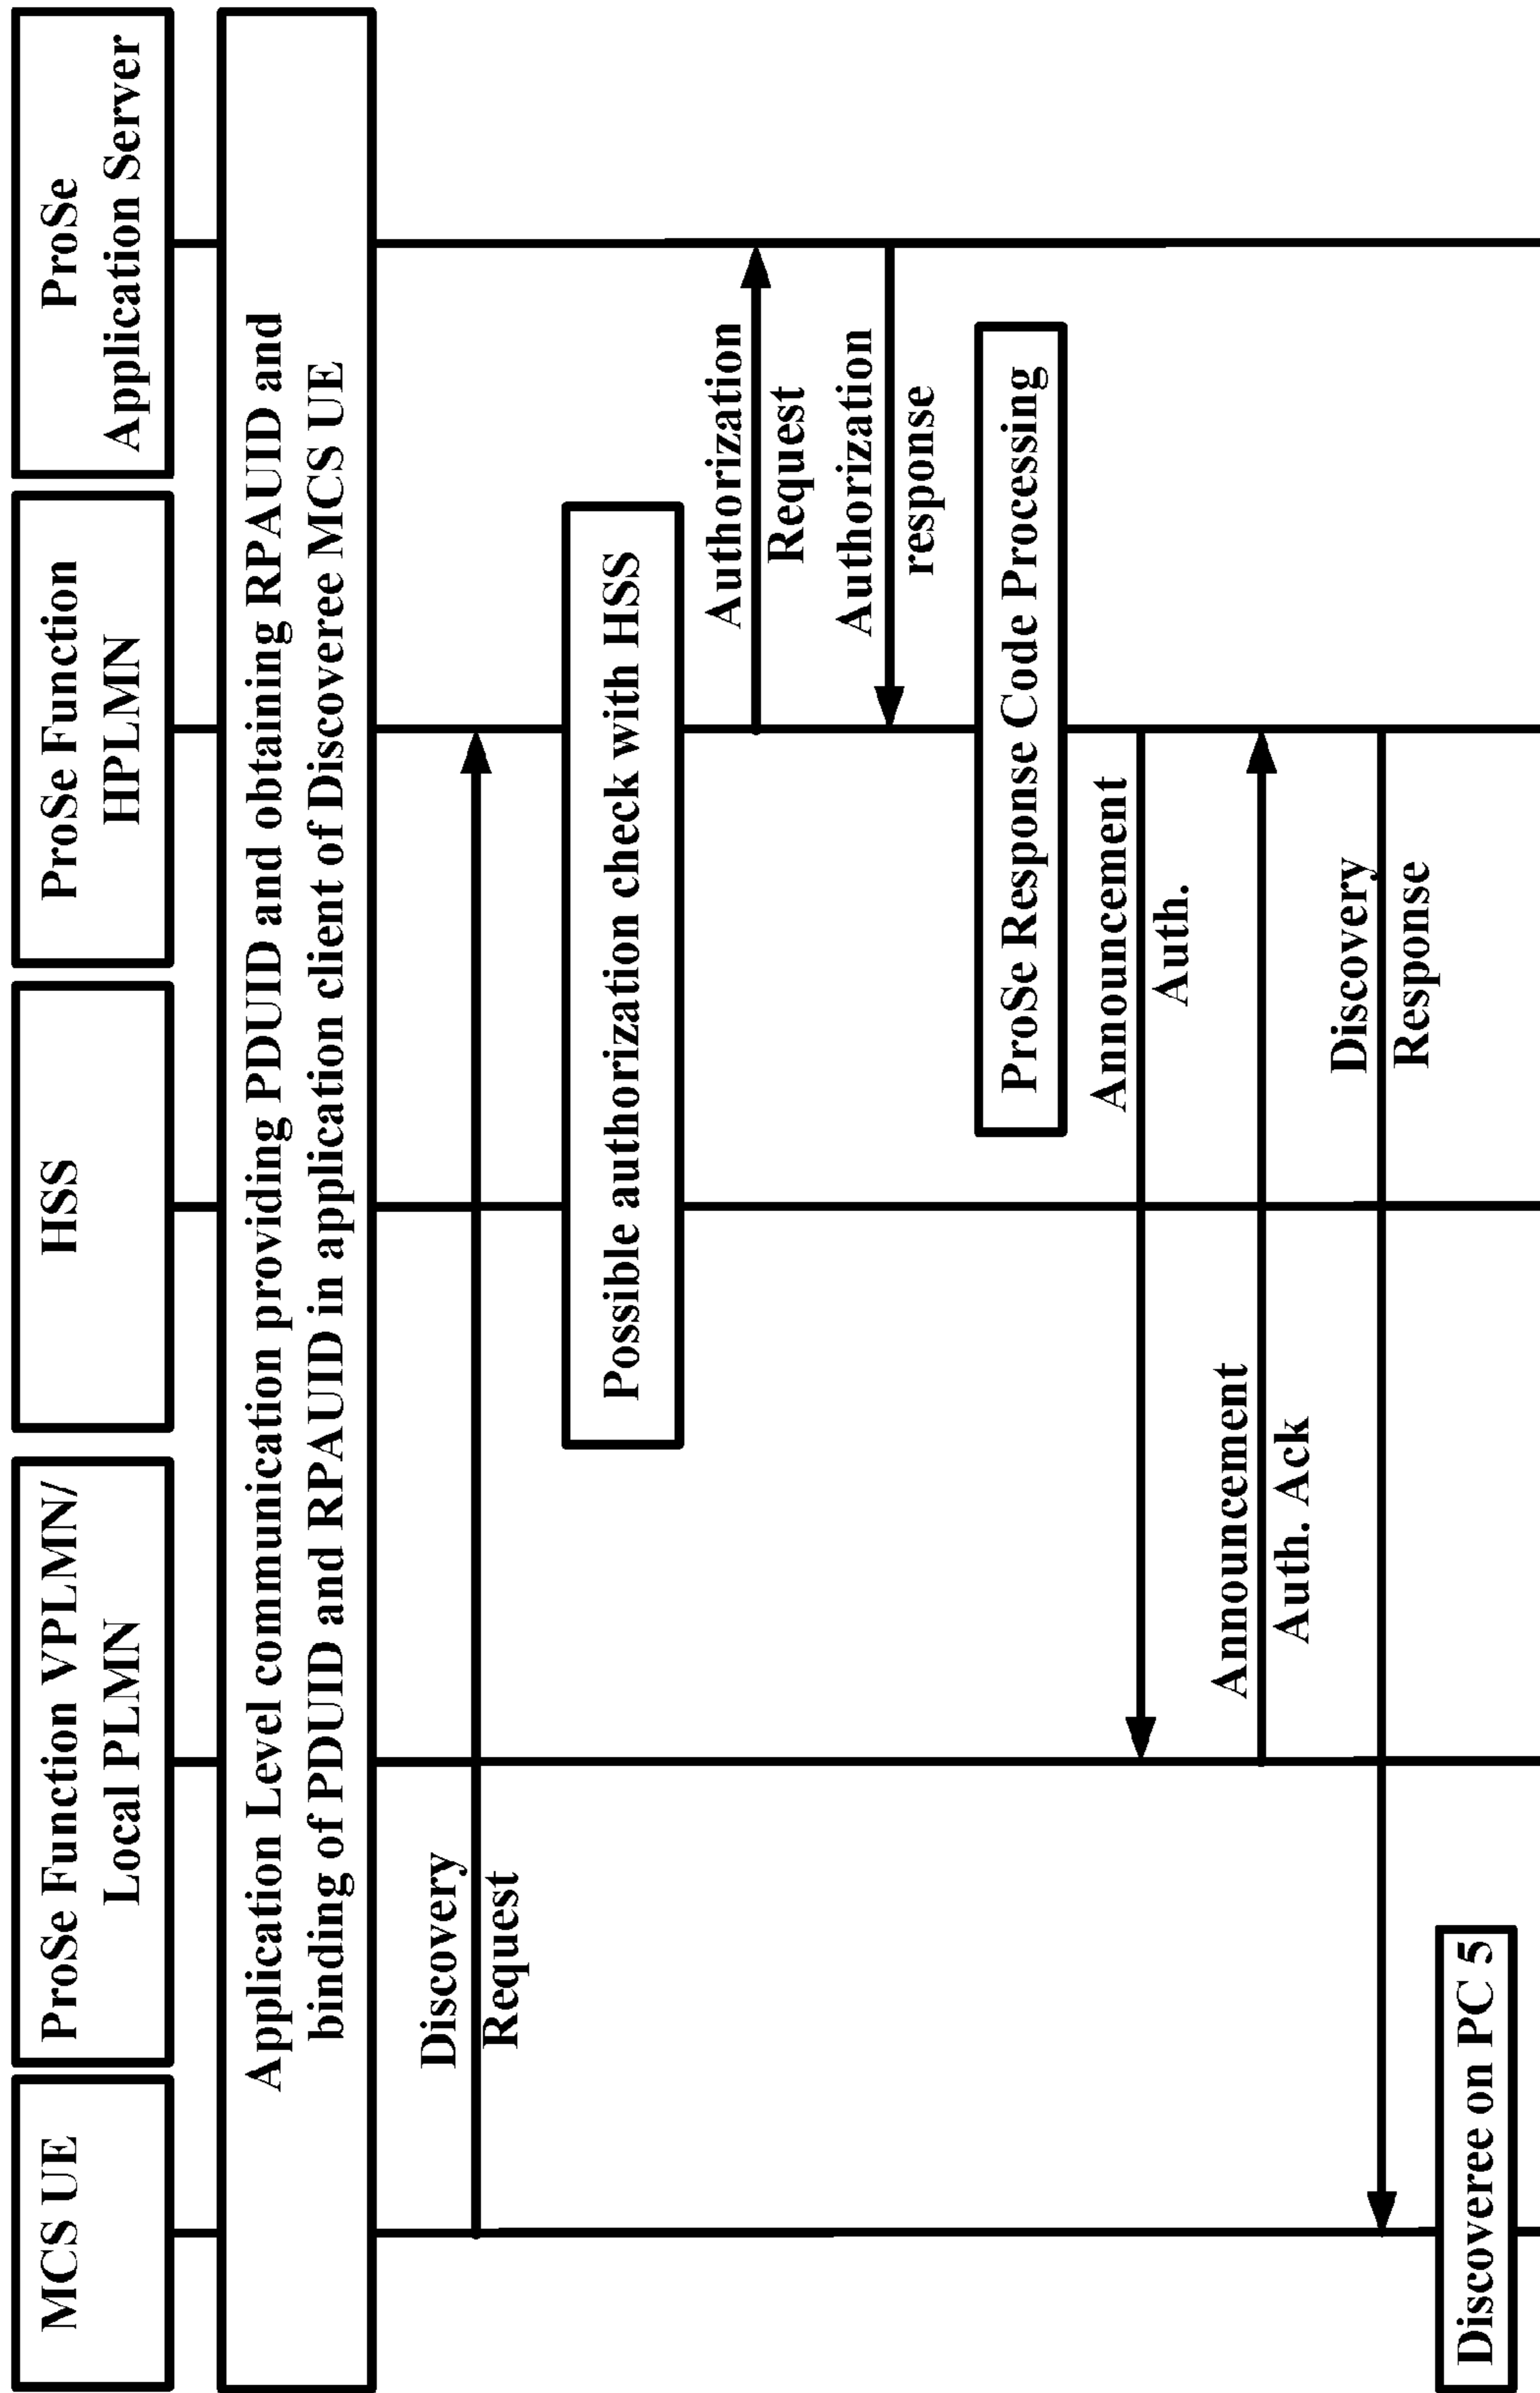 MCS UE
ProSe Function VPLMN/
Local PLMN
HSS
ProSe Function
HPLMN
ProSe
Application Server
Application Level communication providing PDUID and obtaining RPAUID and
binding of PDUID and RPAUID in application client of Discoveree MCS UE
Discovery
Request
Possible authorization check with HSS
Authorization
Request
Authorization
response
ProSe Response Code Processing
Announcement
Auth.
Announcement
Auth. Ack
Discovery
Response
Discoveree on PC 5